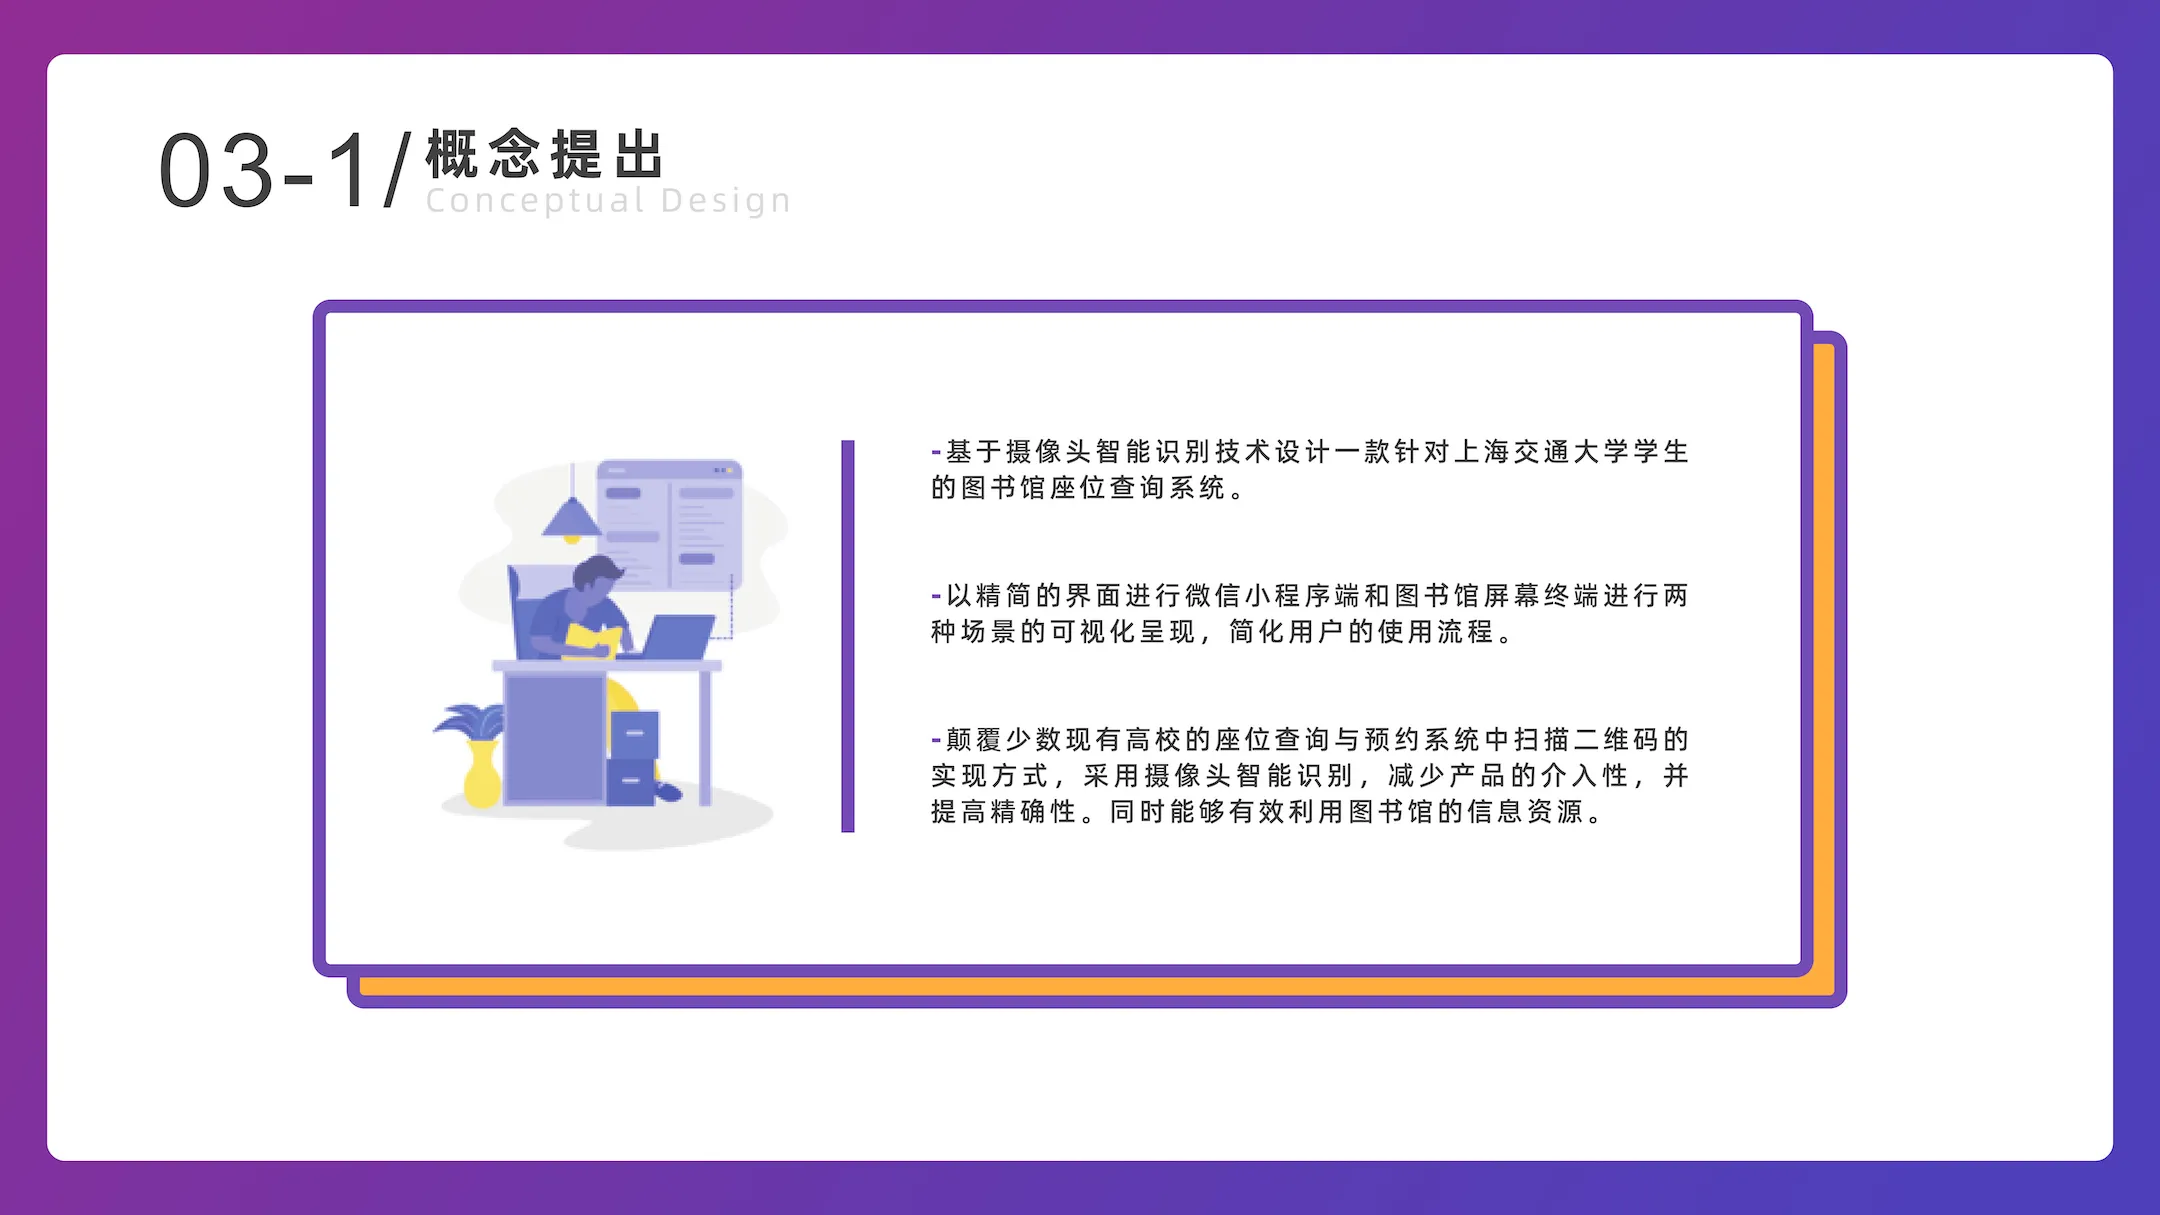 03-1/概念提出
Conceptual Design
-基于摄像头智能识别技术设计一款针对上海交通大学学生
的图书馆座位查询系统。
-以精简的界面进行微信小程序端和图书馆屏幕终端进行两
种场景的可视化呈现，简化用户的使用流程。
-颠覆少数现有高校的座位查询与预约系统中扫描二维码的
实现方式，采用摄像头智能识别，减少产品的介入性，并
提高精确性。同时能够有效利用图书馆的信息资源。